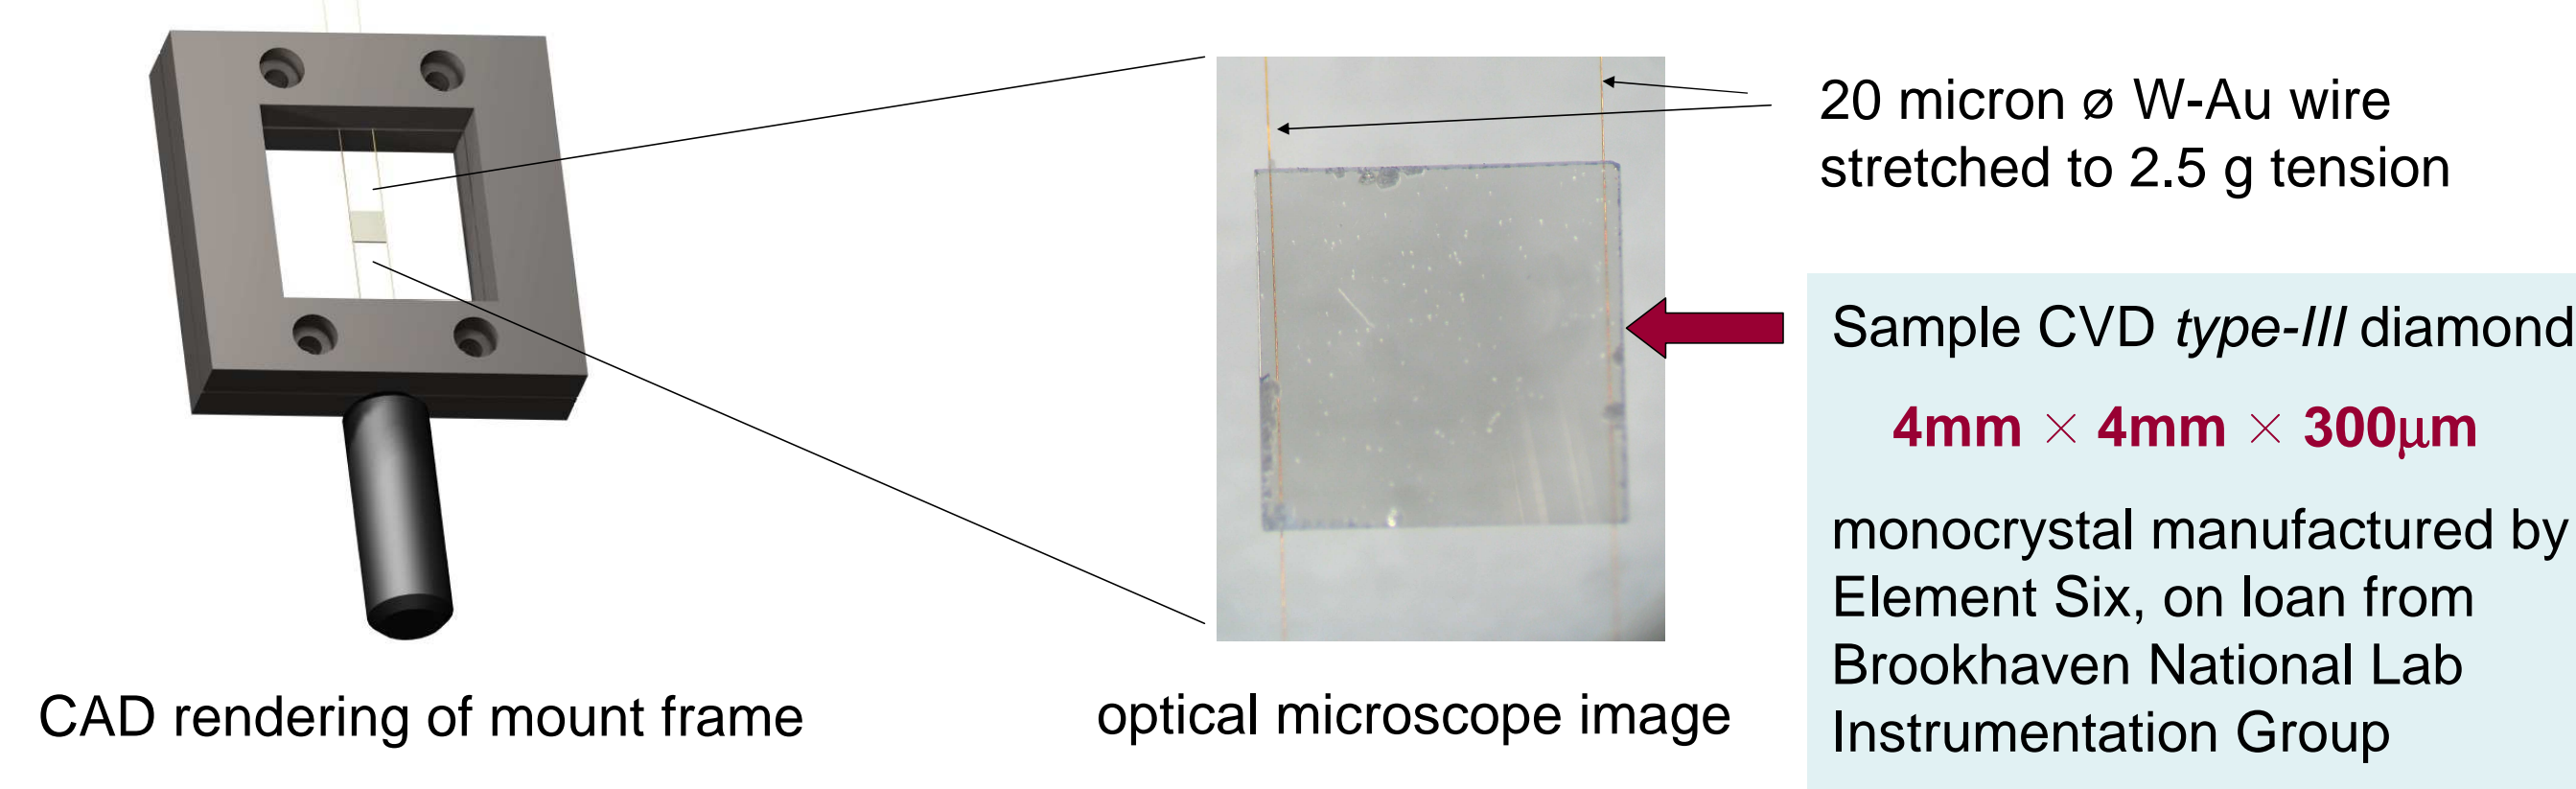 20 micron ø W-Au wire
stretched to 2.5 g tension
Sample CVD type-III diamond
4mm × 4mm × 300μm
monocrystal manufactured by
Element Six, on loan from
Brookhaven National Lab
Instrumentation Group
CAD rendering of mount frame
optical microscope image